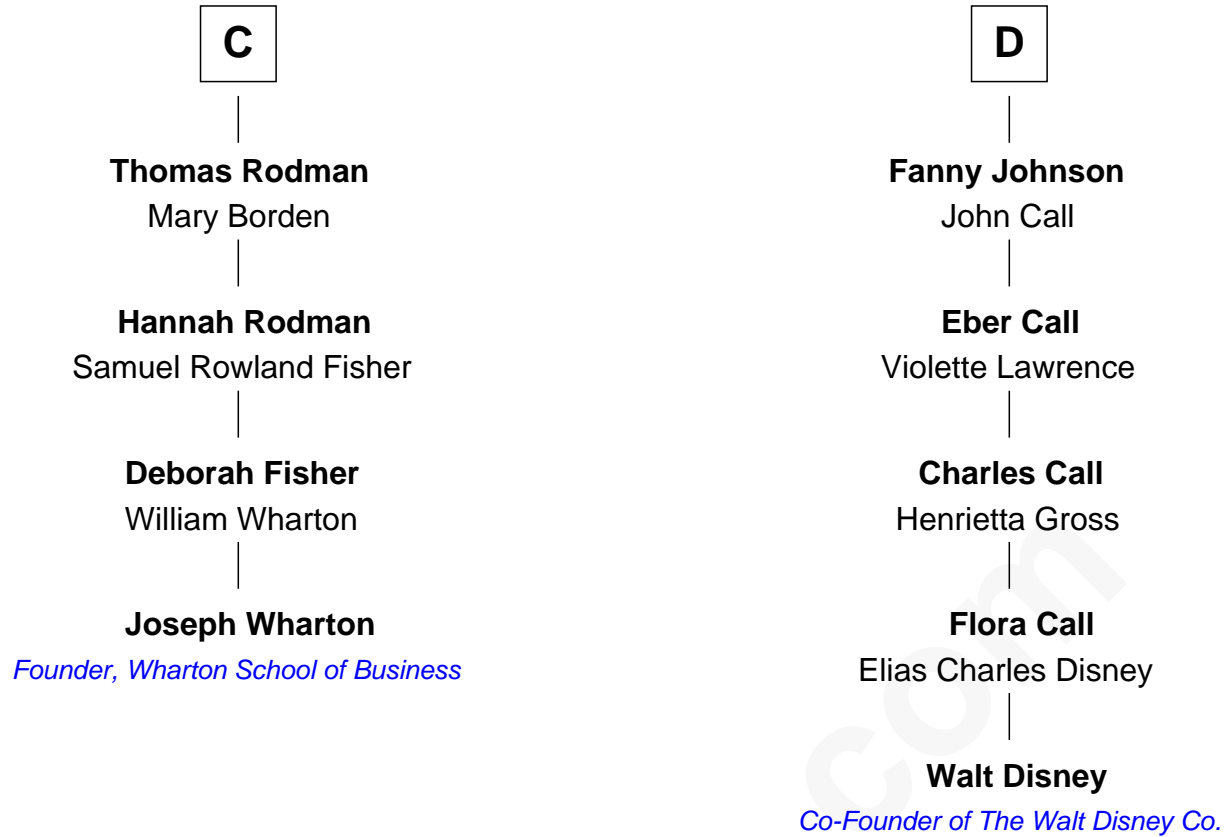 C
Thomas Rodman
Mary Borden
Hannah Rodman
Samuel Rowland Fisher
Deborah Fisher
William Wharton
Joseph Wharton
Founder, Wharton School of Business
D
Fanny Johnson
John Call
Eber Call
Violette Lawrence
Charles Call
Henrietta Gross
Flora Call
Elias Charles Disney
Walt Disney
Co-Founder of The Walt Disney Co.
com